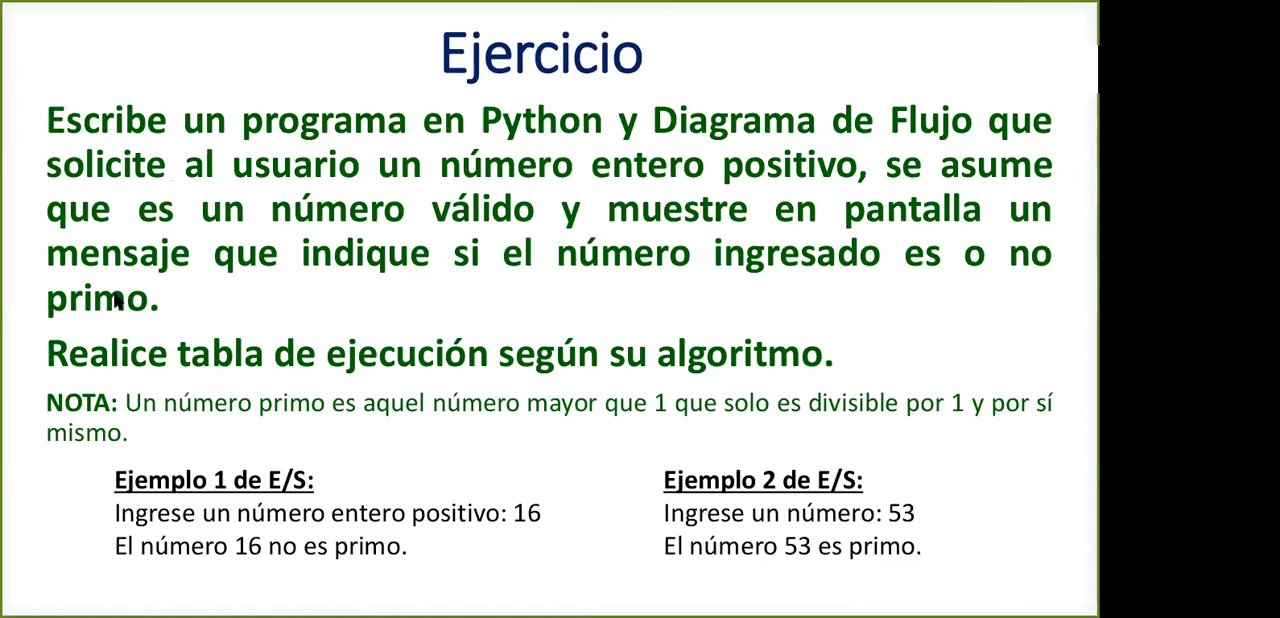 Ejercicio
Escribe un programa en Python y Diagrama de Flujo que
solicite al usuario un número entero positivo, se asume
que es un número válido y muestre en pantalla un
mensaje que indique si el número ingresado es o no
primo.
Realice tabla de ejecución según su algoritmo.
NOTA: Un número primo es aquel número mayor que 1 que solo es divisible por 1 y por sí
mismo.
Ejemplo 1 de E/S:
Ingrese un número entero positivo: 16
El número 16 no es primo.
Ejemplo 2 de E/S:
Ingrese un número: 53
El número 53 es primo.